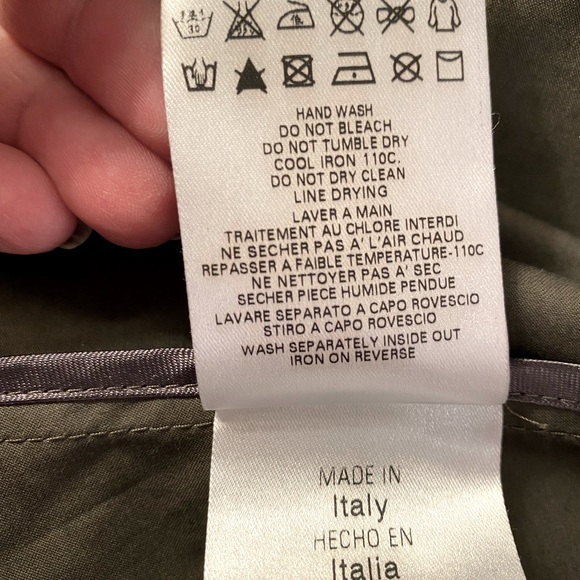 HAND WASH
DO NOT BLEACH
DO NOT TUMBLE DRY
COOL IRON 110C.
DO NOT DRY CLEAN
LINE DRYING
LAVER A MAIN
TRAITEMENT AU CHLORE INTERDI
NE SECHER PAS A' L'AIR CHAUD
REPASSER A FAIBLE TEMPERATURE-110C
NE NETTOYER PAS A' SEC
SECHER PIECE HUMIDE PENDUE
LAVARE SEPARATO A CAPO ROVESCIO
STIRO A CAPO ROVESCIO
WASH SEPARATELY INSIDE OUT
IRON ON REVERSE
MADE IN
Italy
HECHO EN
Italia